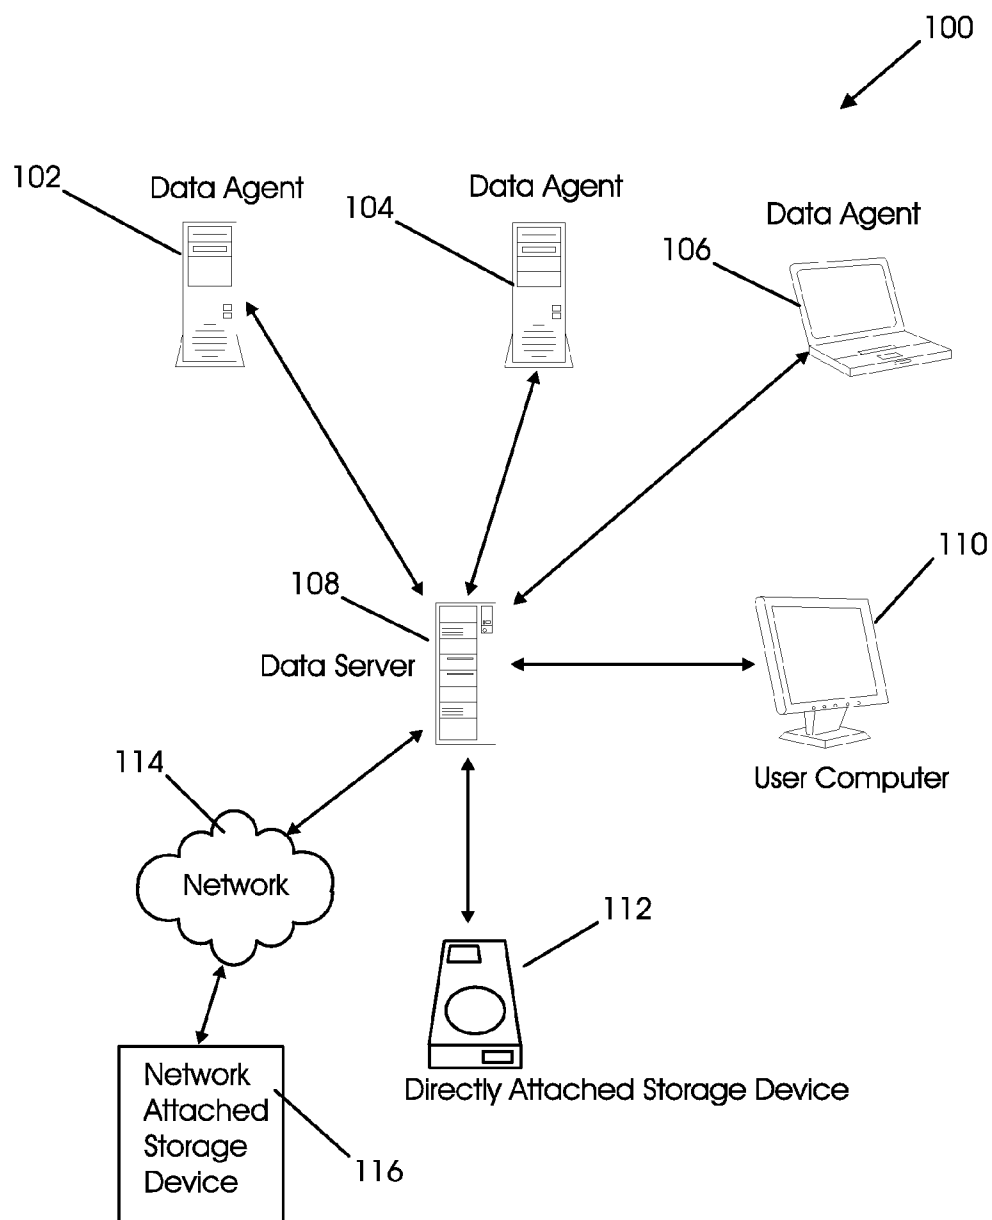 100
102
Data Agent
104
Data Agent
Data Agent
106
110
108
Data Server
User Computer
114
Network
112
Directly Attached Storage Device
Network
Attached
Storage
Device
116